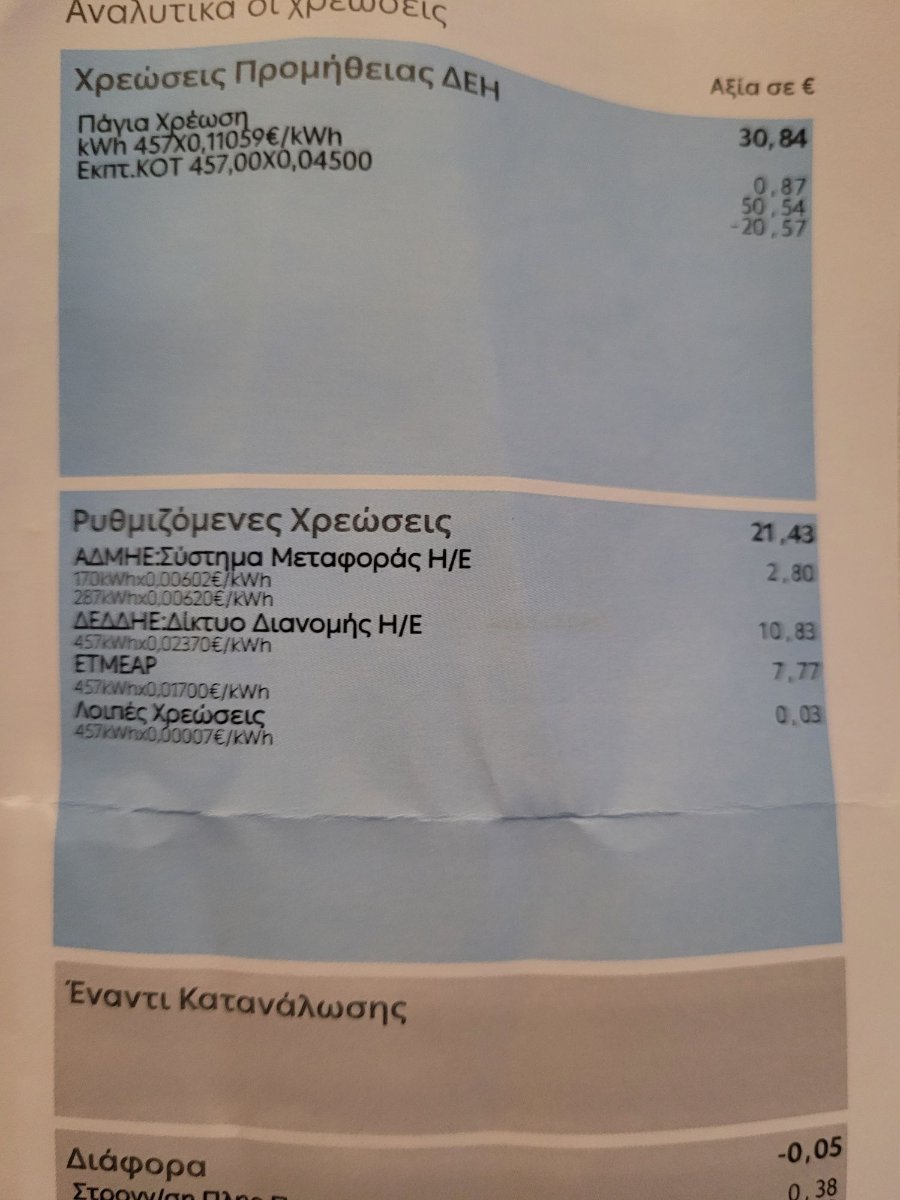 Αναλυτικά οι χρεώσεις
Χρεώσεις Προμήθειας ΔΕΗ
Αξία σε €
30,84
Πάγια Χρέωση
0,87
kWh 457X0,11059€/kWh
50,54
Εκπτ.ΚΟΤ 457,00X0,04500
-20,57
Ρυθμιζόμενες Χρεώσεις
21,43
ΑΔΜΗΕ:Σύστημα Μεταφοράς Η/Ε
2,80
170kWhx0,00602€/kWh
287kWhx0,00620€/kWh
ΔΕΔΔΗΕ:Δίκτυο Διανομής Η/Ε
10,83
457kWhx0,02370€/kWh
ΕΤΜΕΑΡ
7,77
457kWhx0,01700€/kWh
Λοιπές Χρεώσεις
0,03
457kWhx0,00007€/kWh
Έναντι Κατανάλωσης
Διάφορα
-0,05
0,38